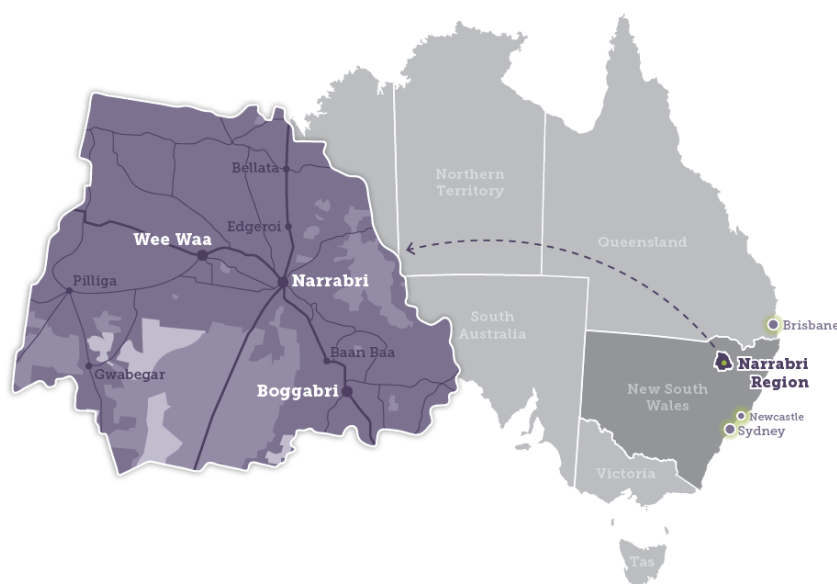 Bellata
Edgeroi
Wee Waa
Narrabri
Pilliga
Baan Baa
Gwabegar
Boggabri
Northern
Territory
Queensland
South
Australia
Brisbane
Narrabri
Region
New South
Wales
Newcastle
Sydney
Victoria
Tas